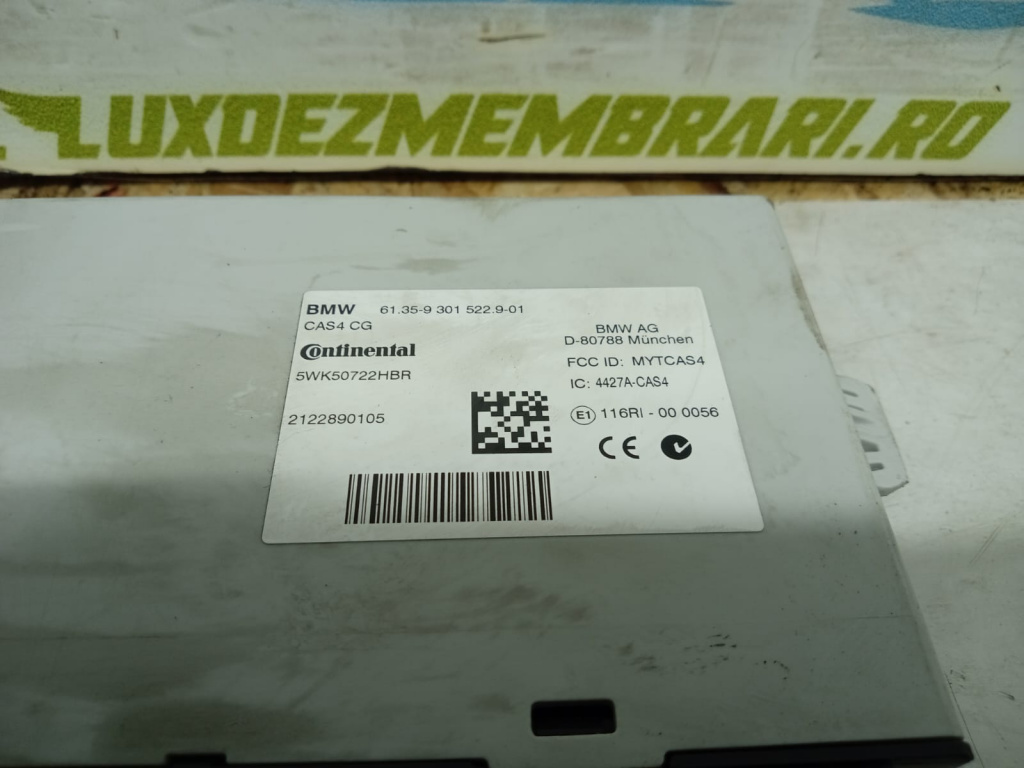 LUXDEZMEMBRARI.RO
BMW 61.35-9 301 522.9-01
CAS4 CG
Continental
5WK50722HBR
2122890105
BMW AG
D-80788 München
FCC ID: MYTCAS4
IC: 4427A-CAS4
E1 116RI - 00 0056
CE